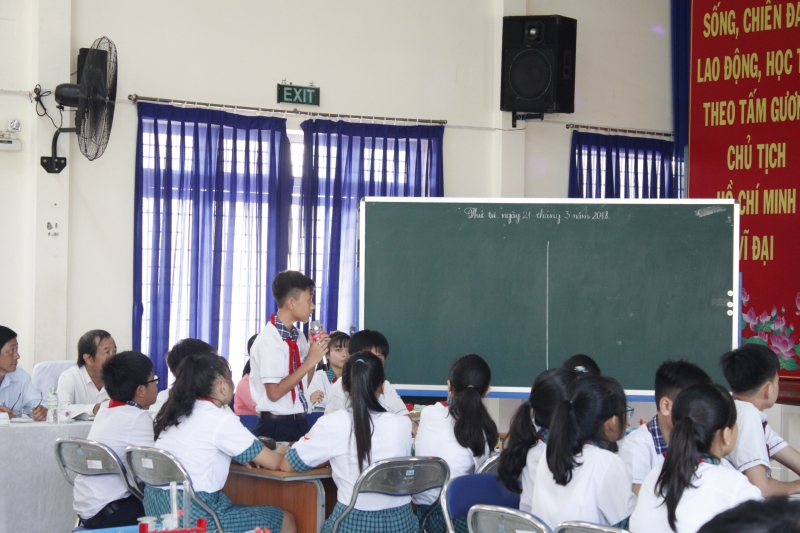 EXIT
Thứ tư, ngày 21 tháng 3 năm 2018
SỐNG, CHIẾN ĐẤ
LAO ĐỘNG, HỌC T
THEO TẤM GƯƠN
CHỦ TỊCH
HỒ CHÍ MINH
VĨ ĐẠI